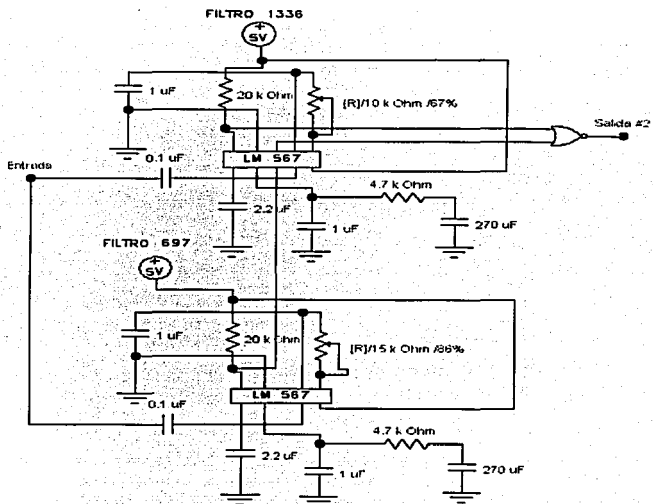 FILTRO 1336
+
5V
1 uF
20 k Ohm
[R]/10 k Ohm /67%
Salida #2
Entrada
0.1 uF
LM 567
4.7 k Ohm
2.2 uF
1 uF
270 uF
FILTRO 697
+
5V
.1 uF
20 k Ohm
[R]/15 k Ohm /86%
LM 567
0.1 uF
4.7 k Ohm
2.2 uF
1 uF
270 uF